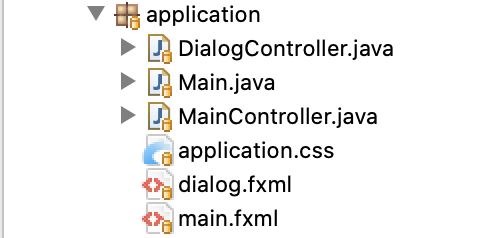 application
DialogController.java
Main.java
MainController.java
application.css
dialog.fxml
main.fxml